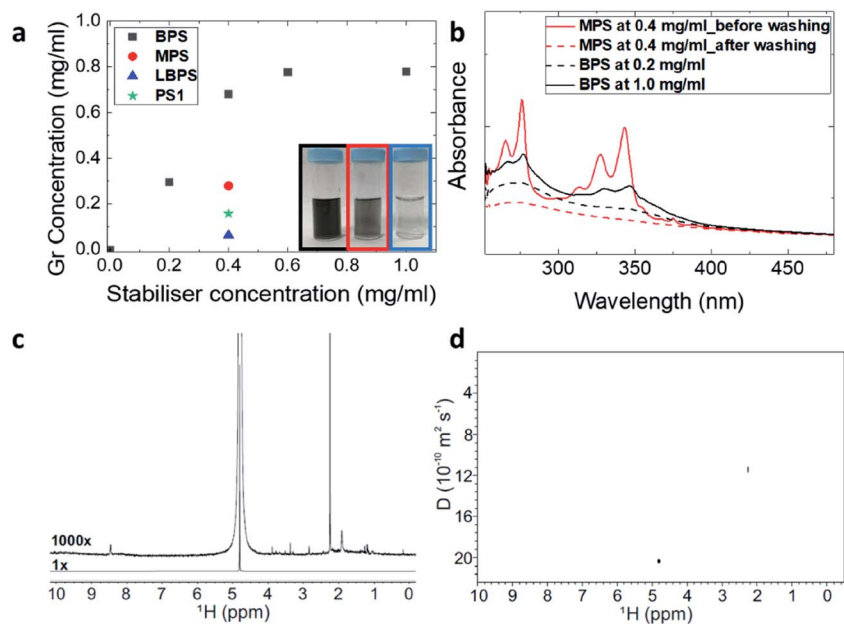 a
Gr Concentration (mg/ml)
1.0
0.8
0.6
0.4
0.2
0.0
BPS
MPS
LBPS
PS1
0.0 0.2 0.4 0.6 0.8 1.0
Stabiliser concentration (mg/ml)
b
Absorbance
MPS at 0.4 mg/ml_before washing
MPS at 0.4 mg/ml_after washing
BPS at 0.2 mg/ml
BPS at 1.0 mg/ml
250 300 350 400 450
Wavelength (nm)
c
1000x
1x
10 9 8 7 6 5 4 3 2 1 0
¹H (ppm)
d
D (10⁻¹⁰ m² s⁻¹)
4
8
12
16
20
10 9 8 7 6 5 4 3 2 1 0
¹H (ppm)